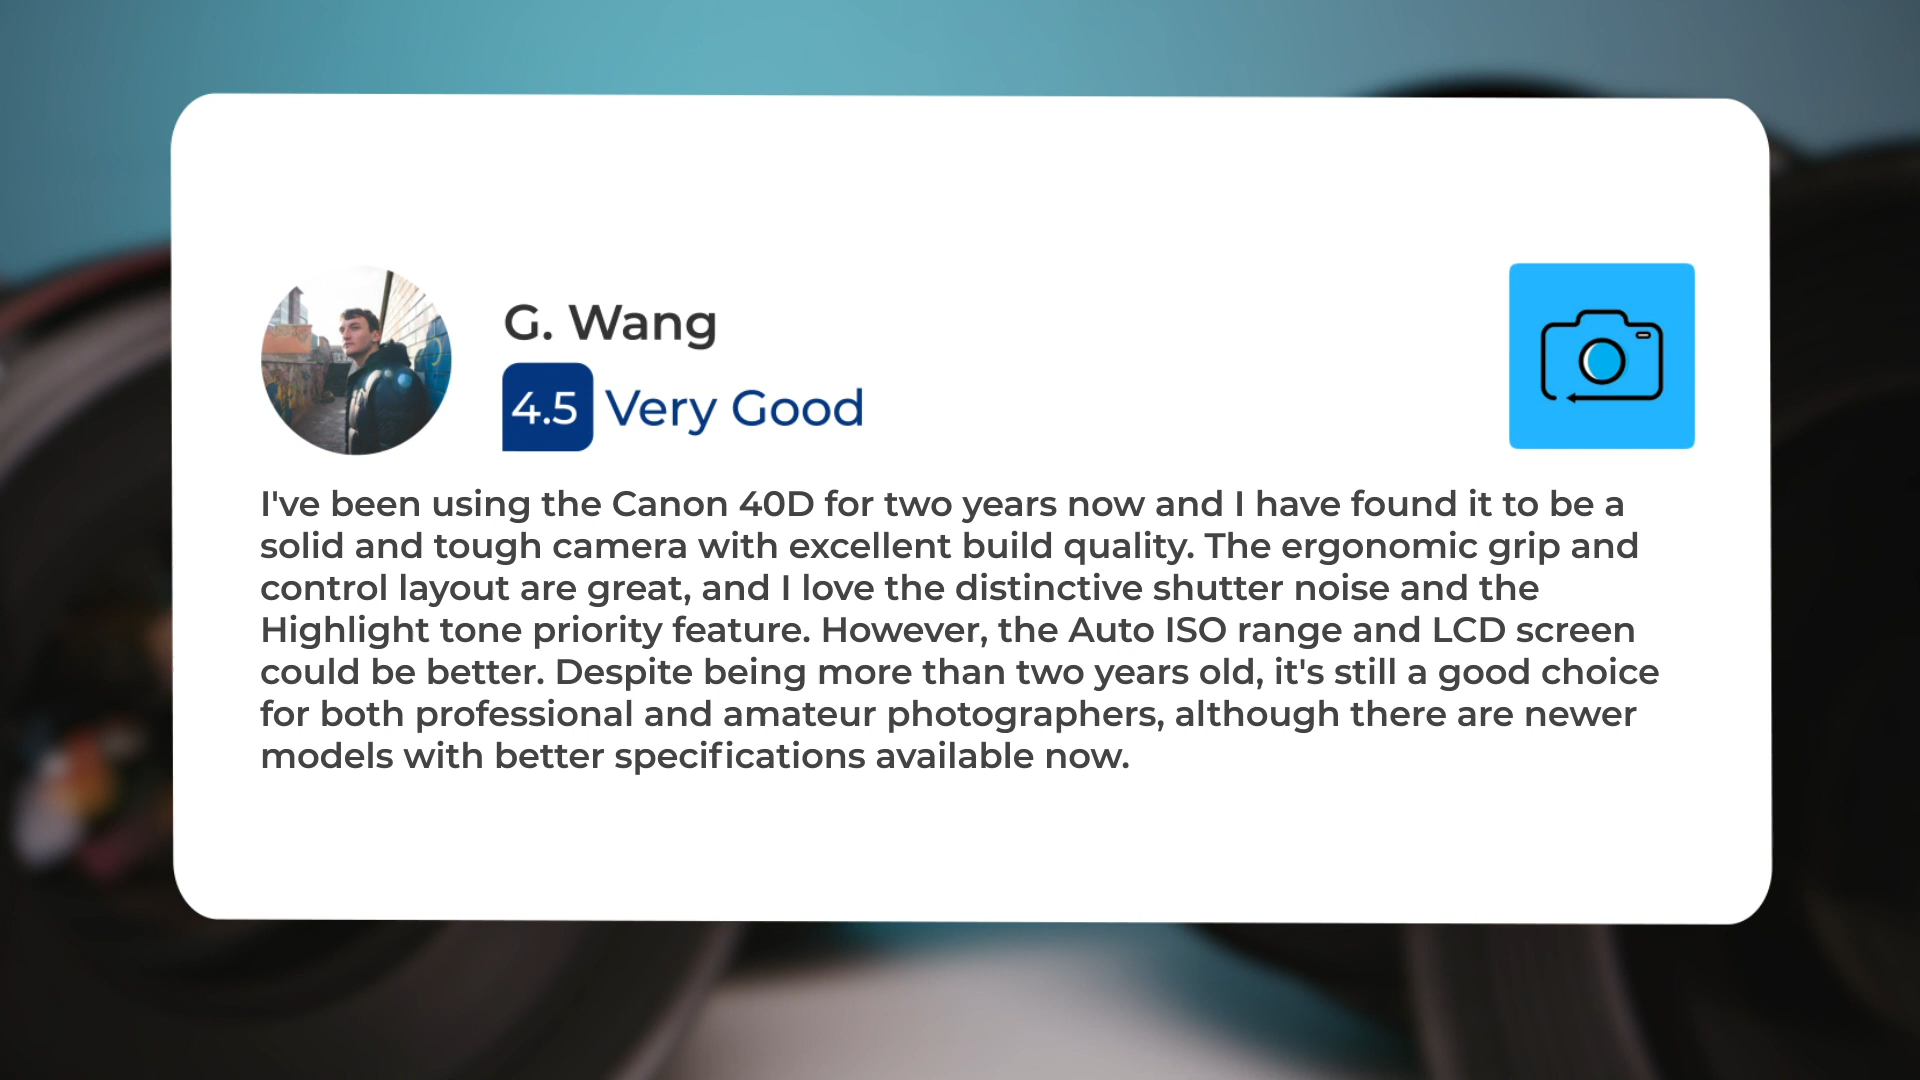 G. Wang
4.5 Very Good
I've been using the Canon 40D for two years now and I have found it to be a
solid and tough camera with excellent build quality. The ergonomic grip and
control layout are great, and I love the distinctive shutter noise and the
Highlight tone priority feature. However, the Auto ISO range and LCD screen
could be better. Despite being more than two years old, it's still a good choice
for both professional and amateur photographers, although there are newer
models with better specifications available now.